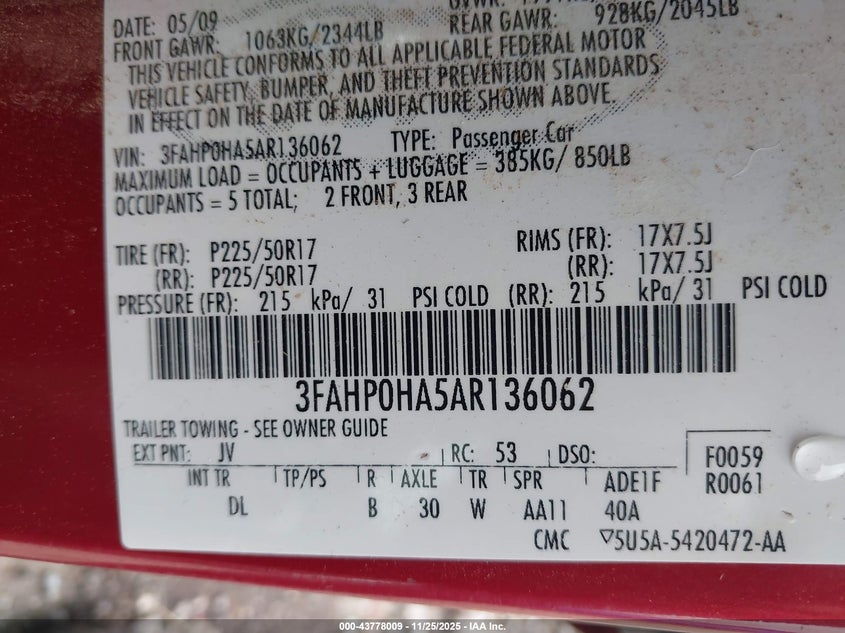 DATE: 05/09
FRONT GAWR: 1063KG/2344LB REAR GAWR: 928KG/2045LB
THIS VEHICLE CONFORMS TO ALL APPLICABLE FEDERAL MOTOR
VEHICLE SAFETY, BUMPER, AND THEFT PREVENTION STANDARDS
IN EFFECT ON THE DATE OF MANUFACTURE SHOWN ABOVE.
VIN: 3FAHP0HA5AR136062 TYPE: Passenger Car
MAXIMUM LOAD = OCCUPANTS + LUGGAGE = 385KG/ 850LB
OCCUPANTS = 5 TOTAL; 2 FRONT, 3 REAR
TIRE (FR): P225/50R17 RIMS (FR): 17X7.5J
(RR): P225/50R17 (RR): 17X7.5J
PRESSURE (FR): 215 kPa/ 31 PSI COLD (RR): 215 kPa/ 31 PSI COLD
3FAHP0HA5AR136062
TRAILER TOWING - SEE OWNER GUIDE
EXT PNT: JV RC: 53 DSO: F0059
INT TR TP/PS R AXLE TR SPR ADE1F R0061
DL B 30 W AA11 40A
CMC ▽5U5A-5420472-AA
000-43778009 - 11/25/2025 - IAA Inc.